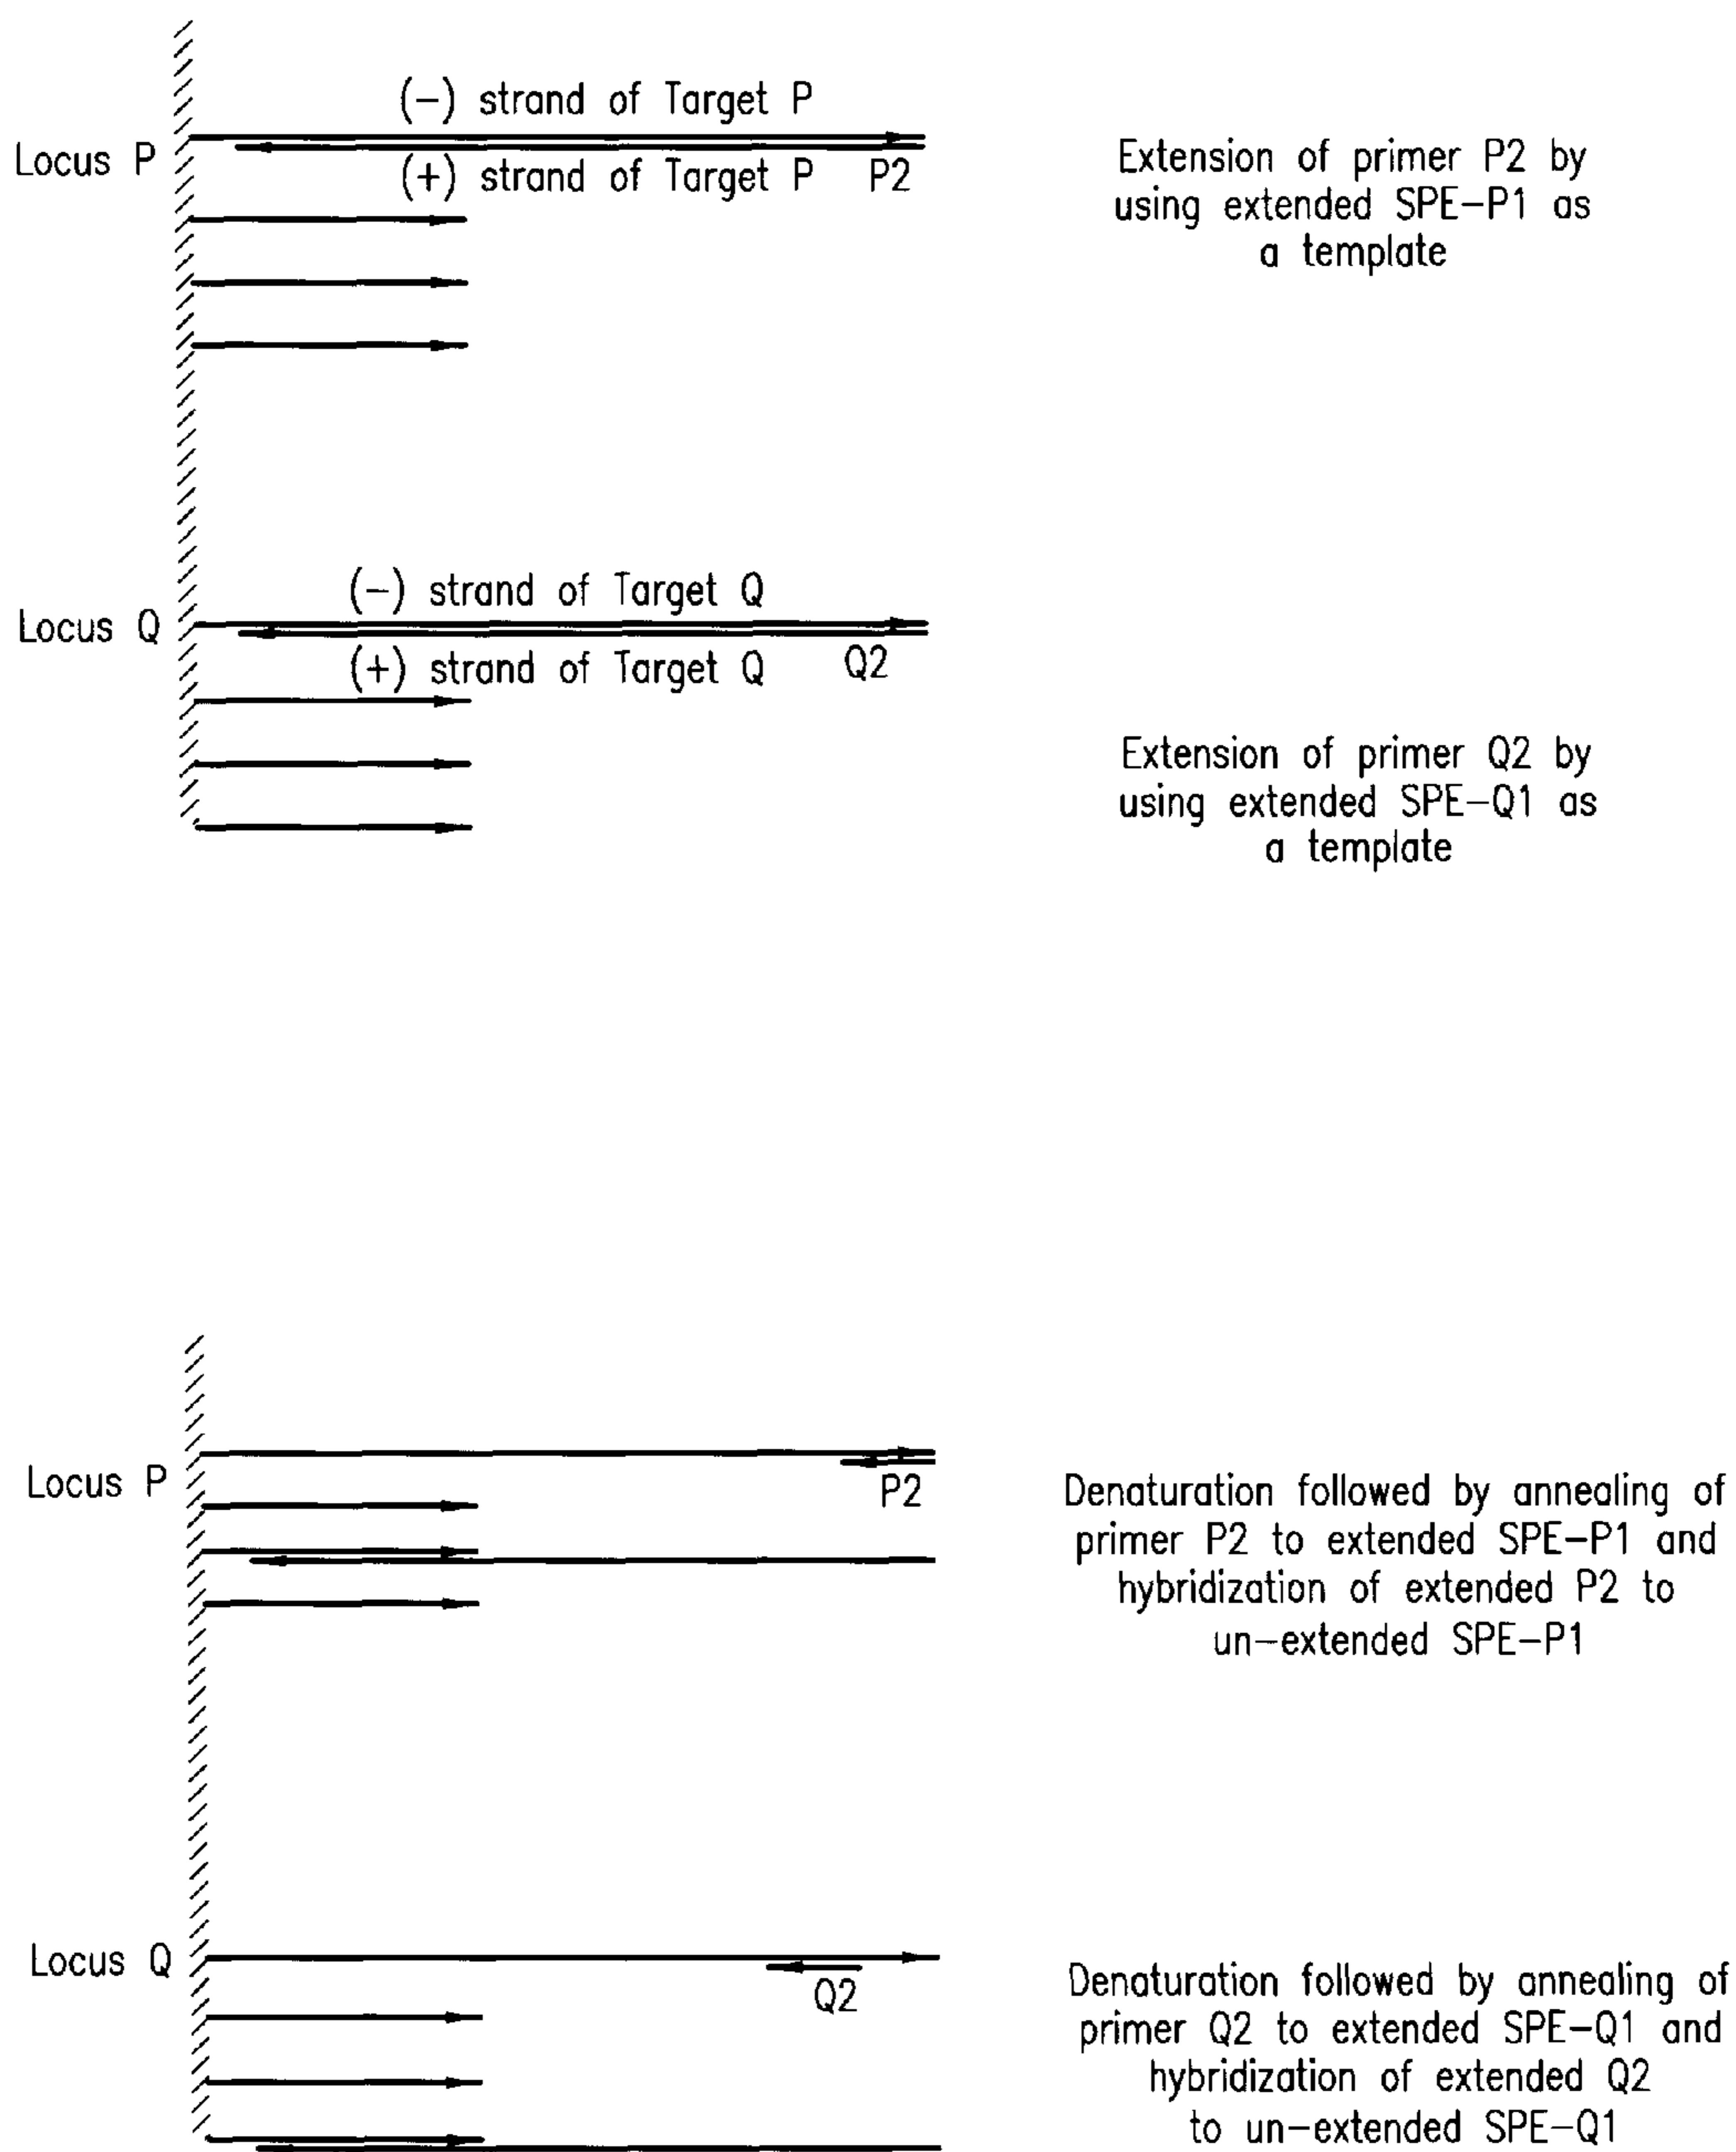 (-) strand of Target P
Locus P
(+) strand of Target P P2
Extension of primer P2 by
using extended SPE-P1 as
a template
(-) strand of Target Q
Locus Q
(+) strand of Target Q Q2
Extension of primer Q2 by
using extended SPE-Q1 as
a template
Locus P
P2
Denaturation followed by annealing of
primer P2 to extended SPE-P1 and
hybridization of extended P2 to
un-extended SPE-P1
Locus Q
Q2
Denaturation followed by annealing of
primer Q2 to extended SPE-Q1 and
hybridization of extended Q2
to un-extended SPE-Q1